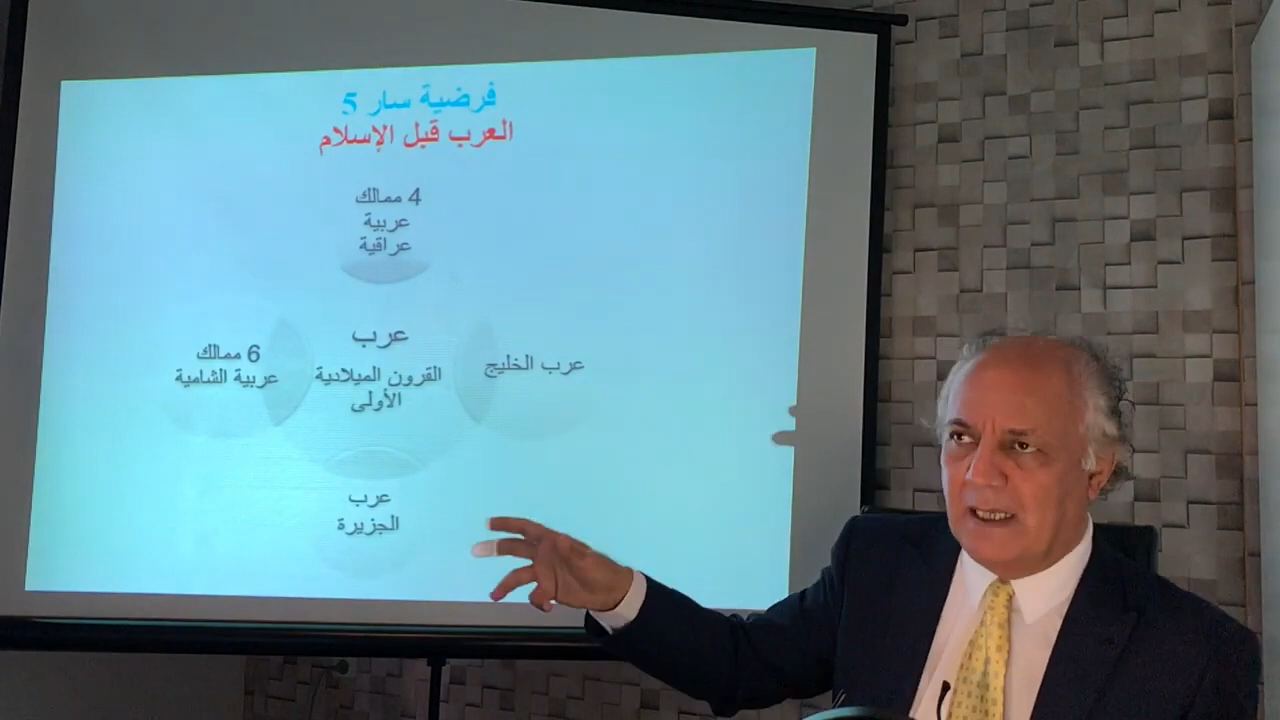 فرضية سار 5
العرب قبل الإسلام
4 ممالك
عربية
عراقية
عرب
القرون الميلادية
الأولى
عرب الخليج
6 ممالك
عربية الشامية
عرب
الجزيرة